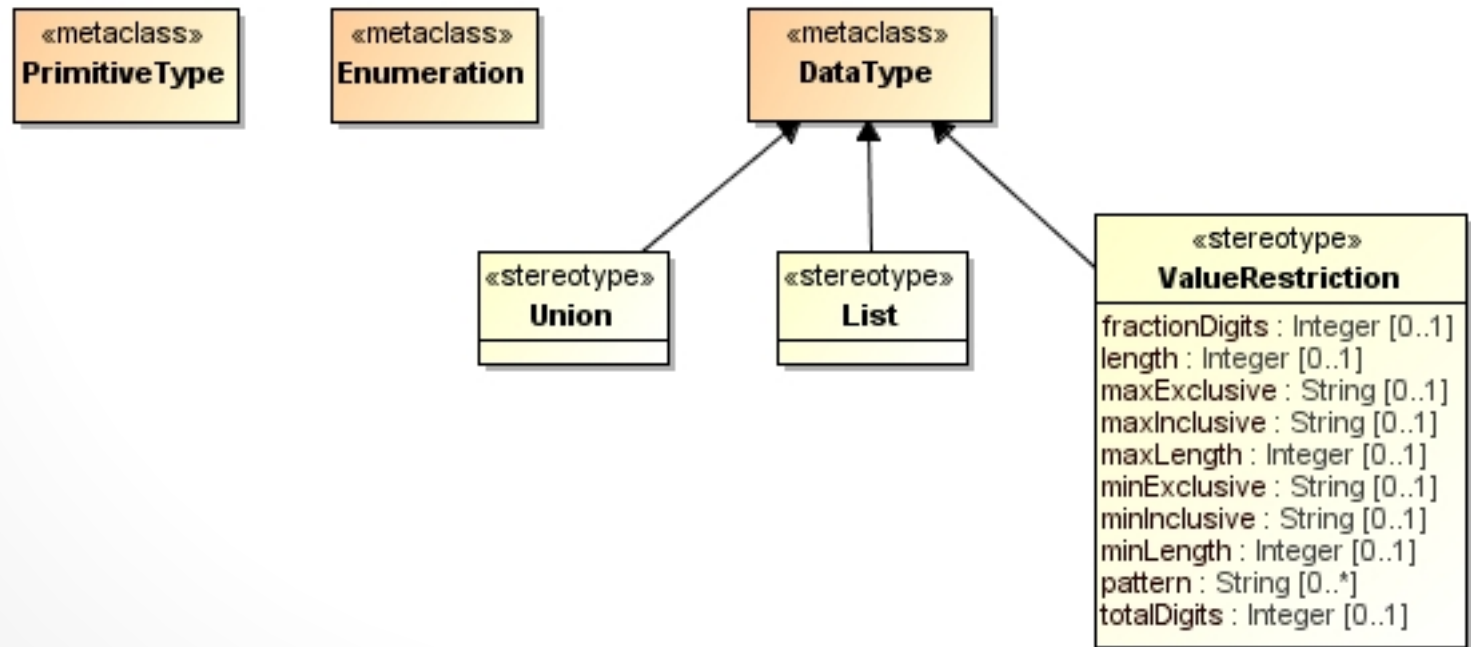 «metaclass»
PrimitiveType
«metaclass»
Enumeration
«metaclass»
DataType
«stereotype»
Union
«stereotype»
List
«stereotype»
ValueRestriction
fractionDigits : Integer [0..1]
length : Integer [0..1]
maxExclusive : String [0..1]
maxInclusive : String [0..1]
maxLength : Integer [0..1]
minExclusive : String [0..1]
minInclusive : String [0..1]
minLength : Integer [0..1]
pattern : String [0..*]
totalDigits : Integer [0..1]